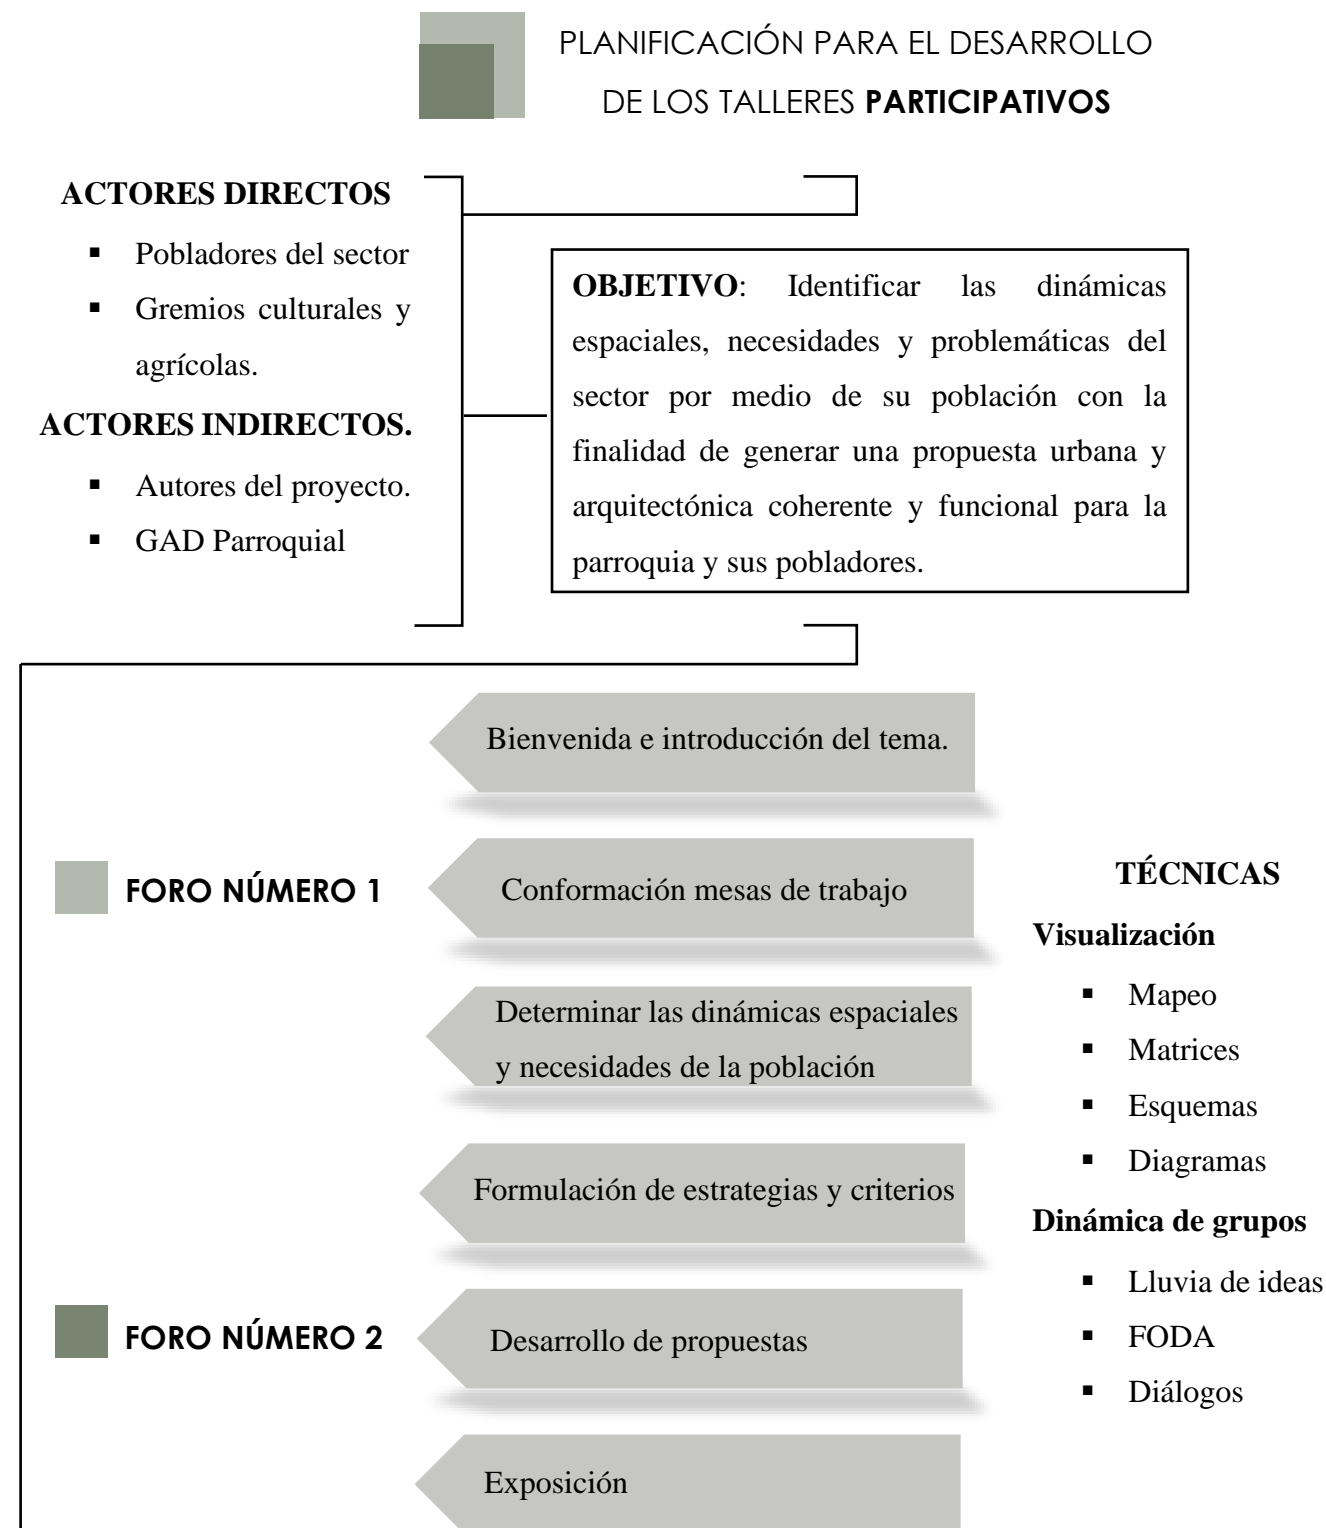 PLANIFICACIÓN PARA EL DESARROLLO
DE LOS TALLERES PARTICIPATIVOS
ACTORES DIRECTOS
▪ Pobladores del sector
▪ Gremios culturales y
agrícolas.
ACTORES INDIRECTOS.
▪ Autores del proyecto.
▪ GAD Parroquial
OBJETIVO: Identificar las dinámicas
espaciales, necesidades y problemáticas del
sector por medio de su población con la
finalidad de generar una propuesta urbana y
arquitectónica coherente y funcional para la
parroquia y sus pobladores.
FORO NÚMERO 1
Bienvenida e introducción del tema.
Conformación mesas de trabajo
Determinar las dinámicas espaciales
y necesidades de la población
FORO NÚMERO 2
Formulación de estrategias y criterios
Desarrollo de propuestas
Exposición
TÉCNICAS
Visualización
▪ Mapeo
▪ Matrices
▪ Esquemas
▪ Diagramas
Dinámica de grupos
▪ Lluvia de ideas
▪ FODA
▪ Diálogos